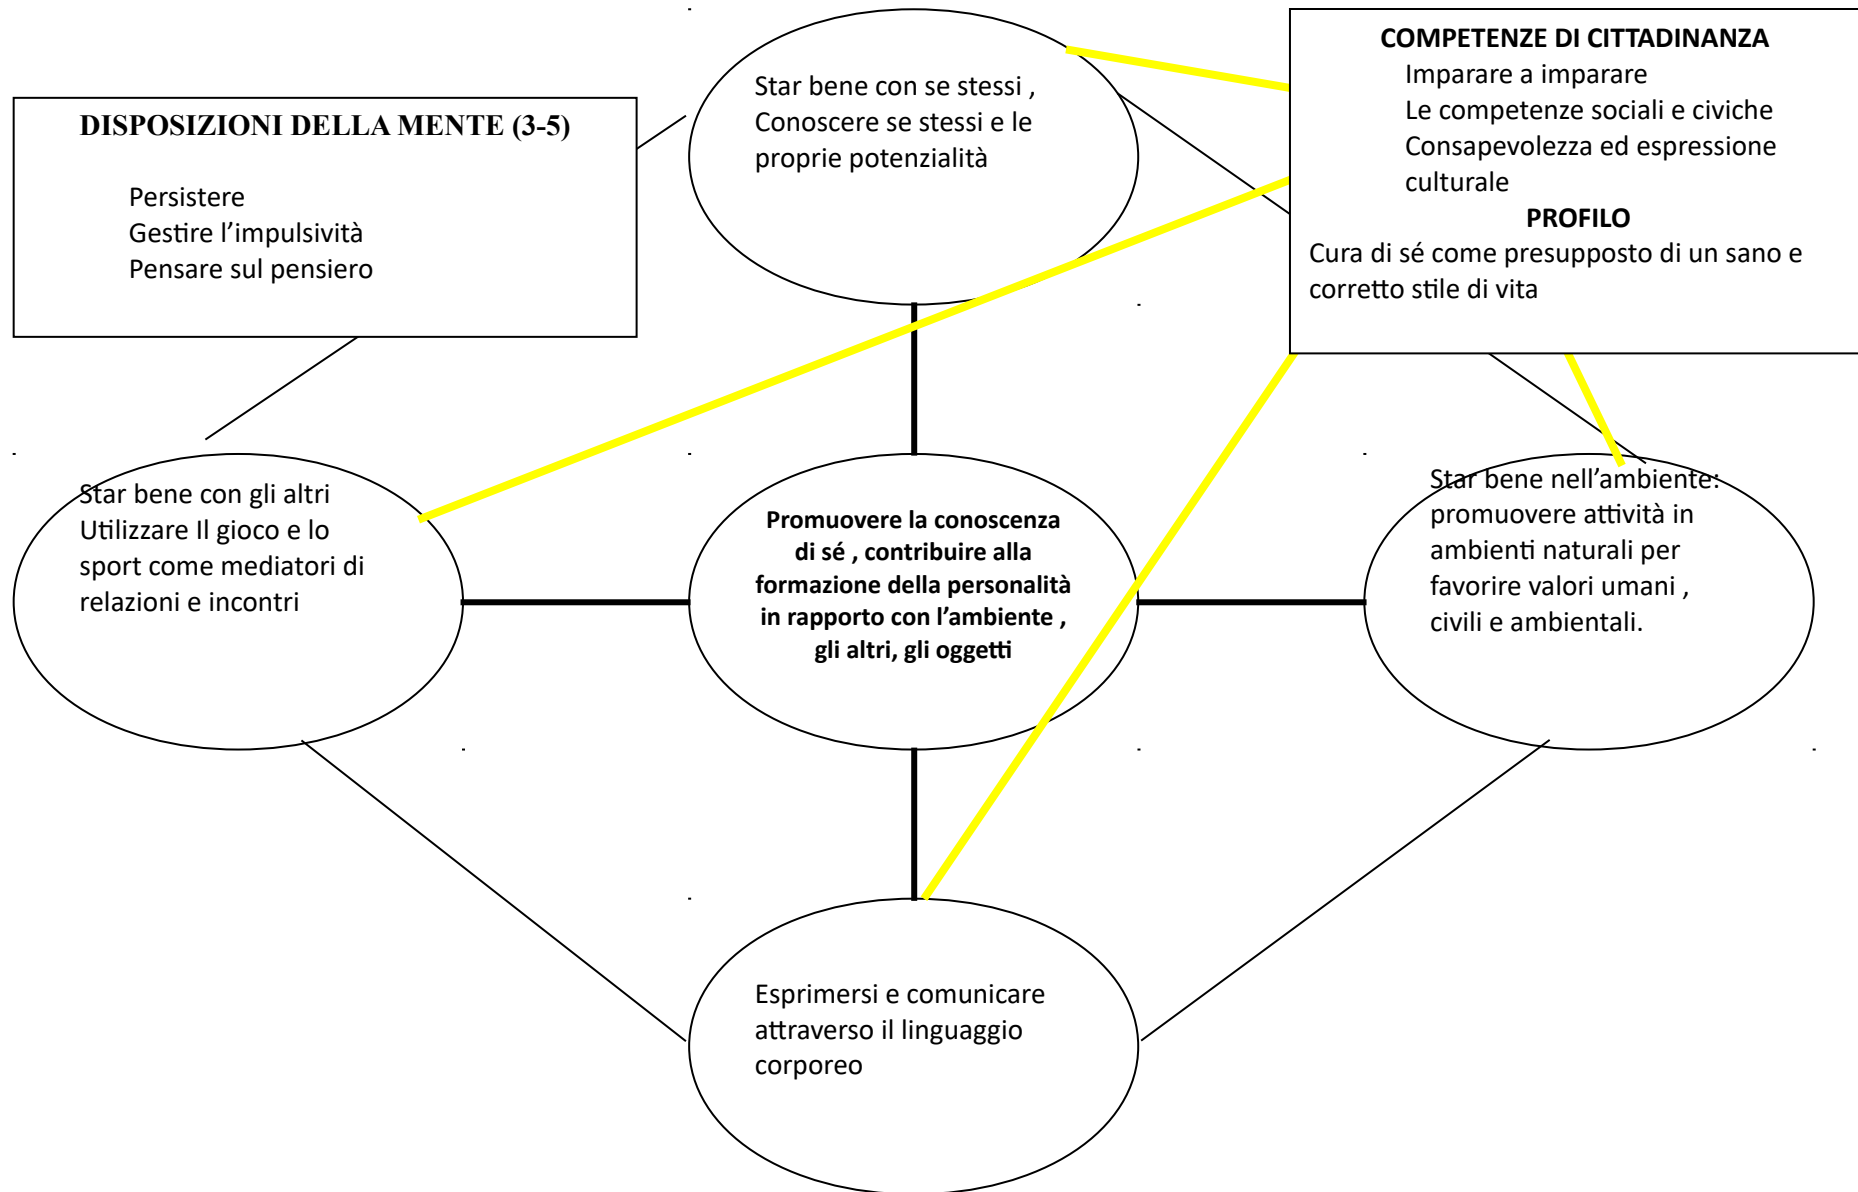 Star bene con se stessi ,
Conoscere se stessi e le
proprie potenzialità
COMPETENZE DI CITTADINANZA
Imparare a imparare
Le competenze sociali e civiche
Consapevolezza ed espressione
culturale
PROFILO
Cura di sé come presupposto di un sano e
corretto stile di vita
DISPOSIZIONI DELLA MENTE (3-5)
Persistere
Gestire l’impulsività
Pensare sul pensiero
Star bene con gli altri
Utilizzare Il gioco e lo
sport come mediatori di
relazioni e incontri
Promuovere la conoscenza
di sé , contribuire alla
formazione della personalità
in rapporto con l’ambiente ,
gli altri, gli oggetti
Star bene nell’ambiente:
promuovere attività in
ambienti naturali per
favorire valori umani ,
civili e ambientali.
Esprimersi e comunicare
attraverso il linguaggio
corporeo